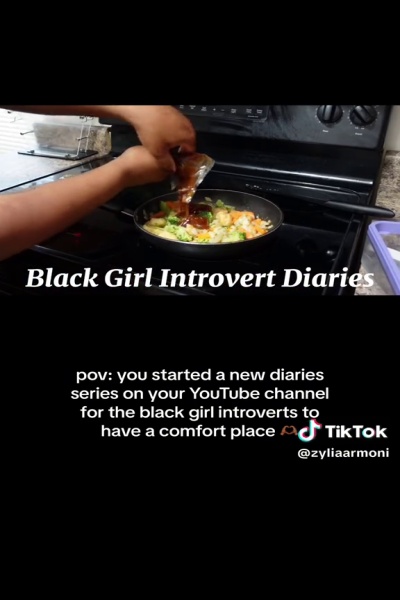 Black Girl Introvert Diaries
pov: you started a new diaries
series on your YouTube channel
for the black girl introverts to
have a comfort place 🫶🏾
TikTok
@zyliaarmoni